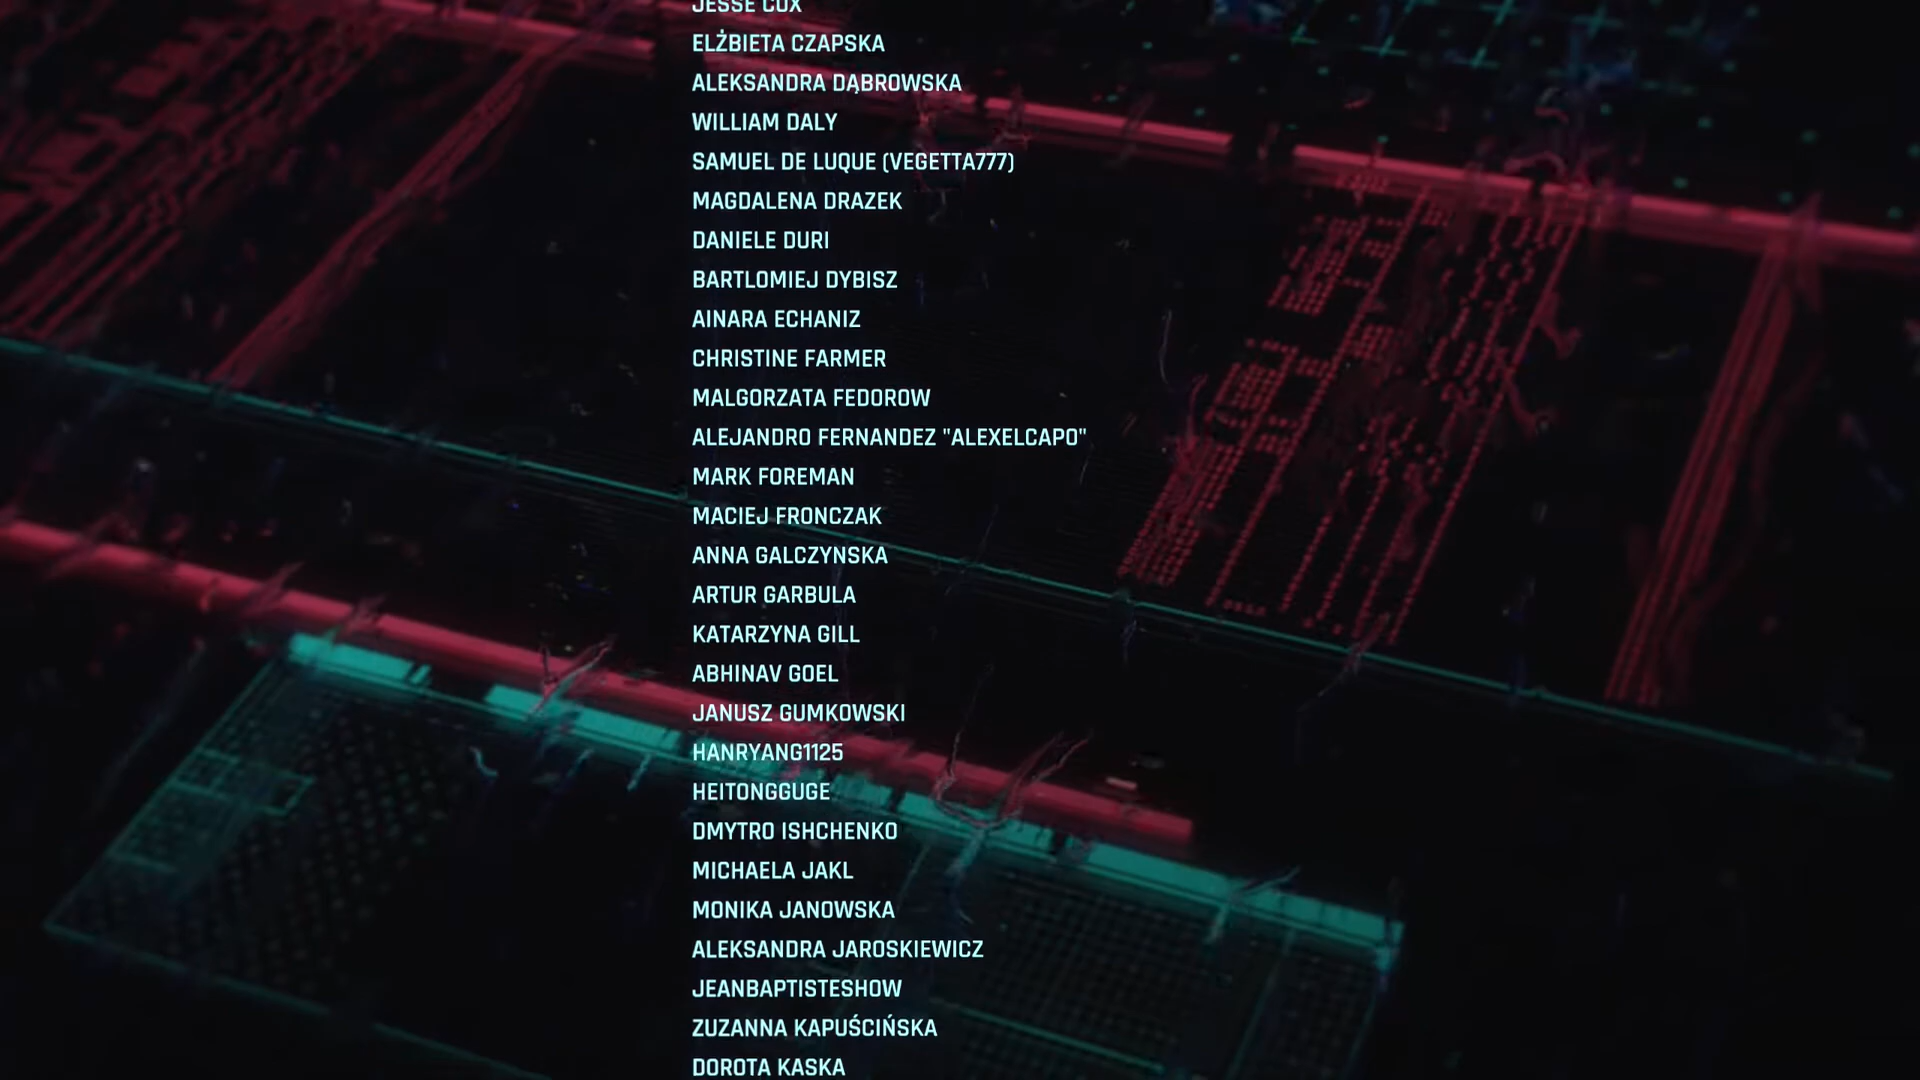 JESSE COX
ELŻBIETA CZAPSKA
ALEKSANDRA DĄBROWSKA
WILLIAM DALY
SAMUEL DE LUQUE (VEGETTA777)
MAGDALENA DRAZEK
DANIELE DURI
BARTLOMIEJ DYBISZ
AINARA ECHANIZ
CHRISTINE FARMER
MALGORZATA FEDOROW
ALEJANDRO FERNANDEZ "ALEXELCAPO"
MARK FOREMAN
MACIEJ FRONCZAK
ANNA GALCZYNSKA
ARTUR GARBULA
KATARZYNA GILL
ABHINAV GOEL
JANUSZ GUMKOWSKI
HANRYANG1125
HEITONGGUGE
DMYTRO ISHCHENKO
MICHAELA JAKL
MONIKA JANOWSKA
ALEKSANDRA JAROSKIEWICZ
JEANBAPTISTESHOW
ZUZANNA KAPUŚCIŃSKA
DOROTA KASKA